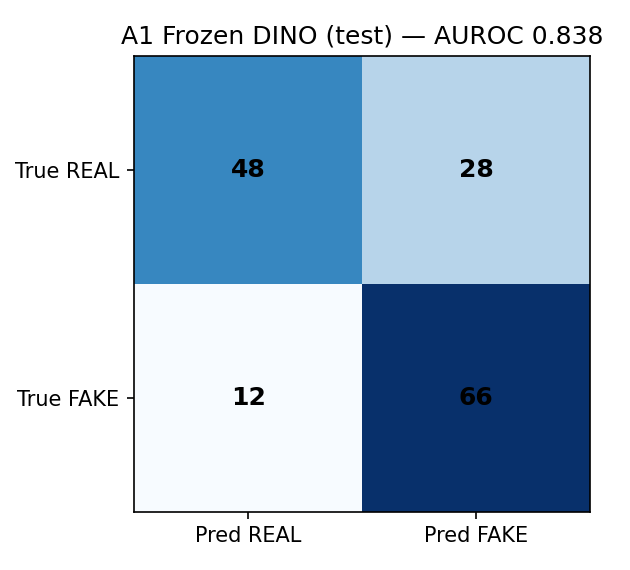 A1 Frozen DINO (test) — AUROC 0.838
True REAL 48 28
True FAKE 12 66
Pred REAL Pred FAKE